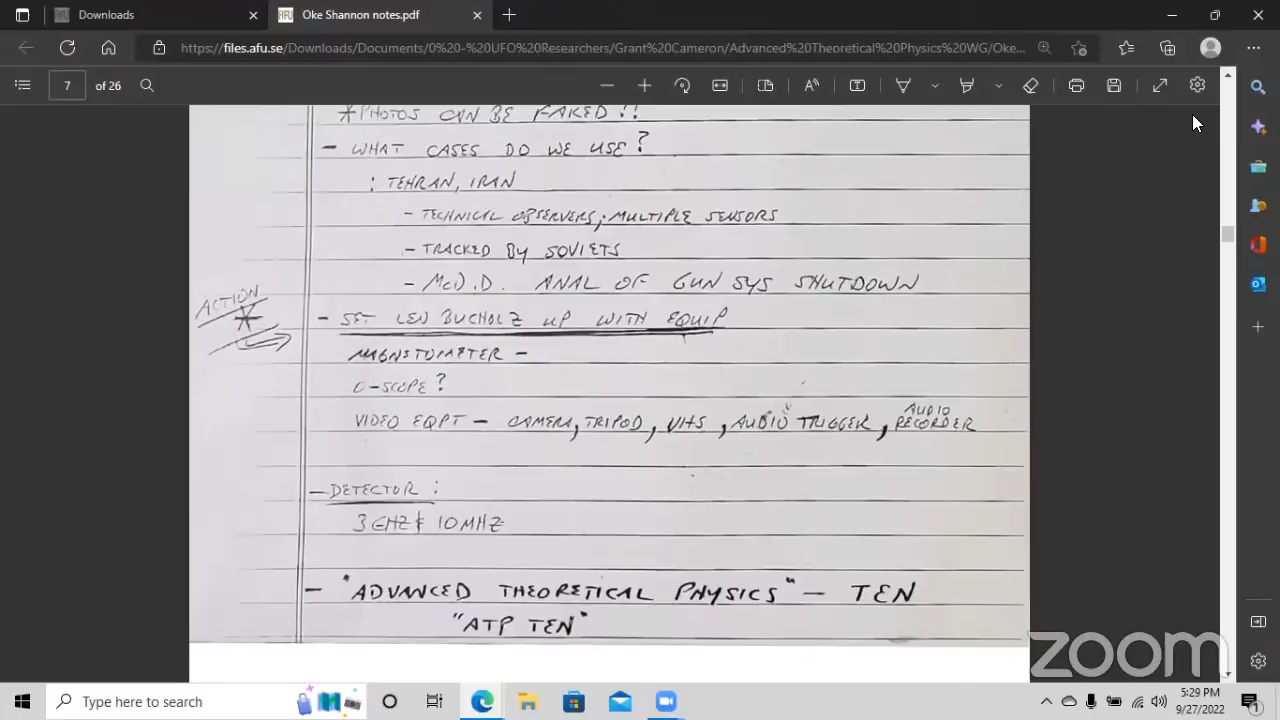 Downloads
Oke Shannon notes.pdf
https://files.afu.se/Downloads/Documents/0%20-%20UFO%20Researchers/Grant%20Cameron/Advanced%20Theoretical%20Physics%20WG/Oke...
7 of 26
* PHOTOS CAN BE FAKED!!
- WHAT CASES DO WE USE?
: TEHRAN, IRAN
- TECHNICAL OBSERVERS; MULTIPLE SENSORS
- TRACKED BY SOVIETS
- McD.D. ANAL OF GUN SYS SHUTDOWN
ACTION
*
- SET LEN BUCHOLZ UP WITH EQUIP
MAGNETOMETER -
O-SCOPE?
VIDEO EQPT - CAMERA, TRIPOD, VHS, AUDIO TRIGGER, AUDIO RECORDER
- DETECTOR:
3 GHZ & 10 MHZ
- "ADVANCED THEORETICAL PHYSICS" - TEN
"ATP TEN"
zoom
Type here to search
5:29 PM
9/27/2022